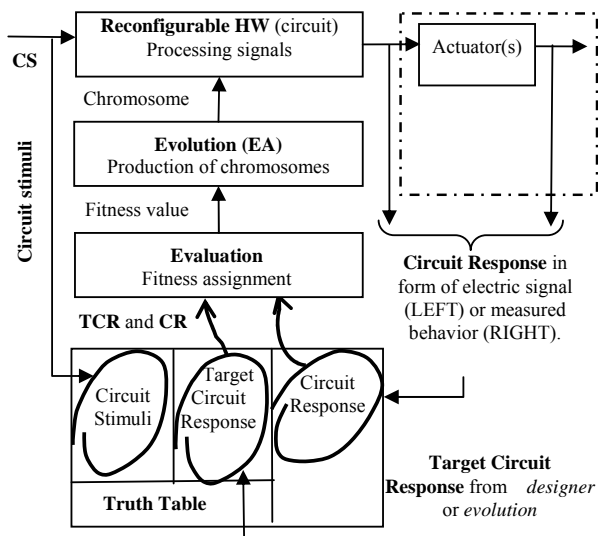 Reconfigurable HW (circuit)
Processing signals
Actuator(s)
CS
Chromosome
Circuit stimuli
Evolution (EA)
Production of chromosomes
Fitness value
Evaluation
Fitness assignment
Circuit Response in
form of electric signal
(LEFT) or measured
behavior (RIGHT).
TCR and CR
Circuit
Stimuli
Target
Circuit
Response
Circuit
Response
Truth Table
Target Circuit
Response from designer
or evolution